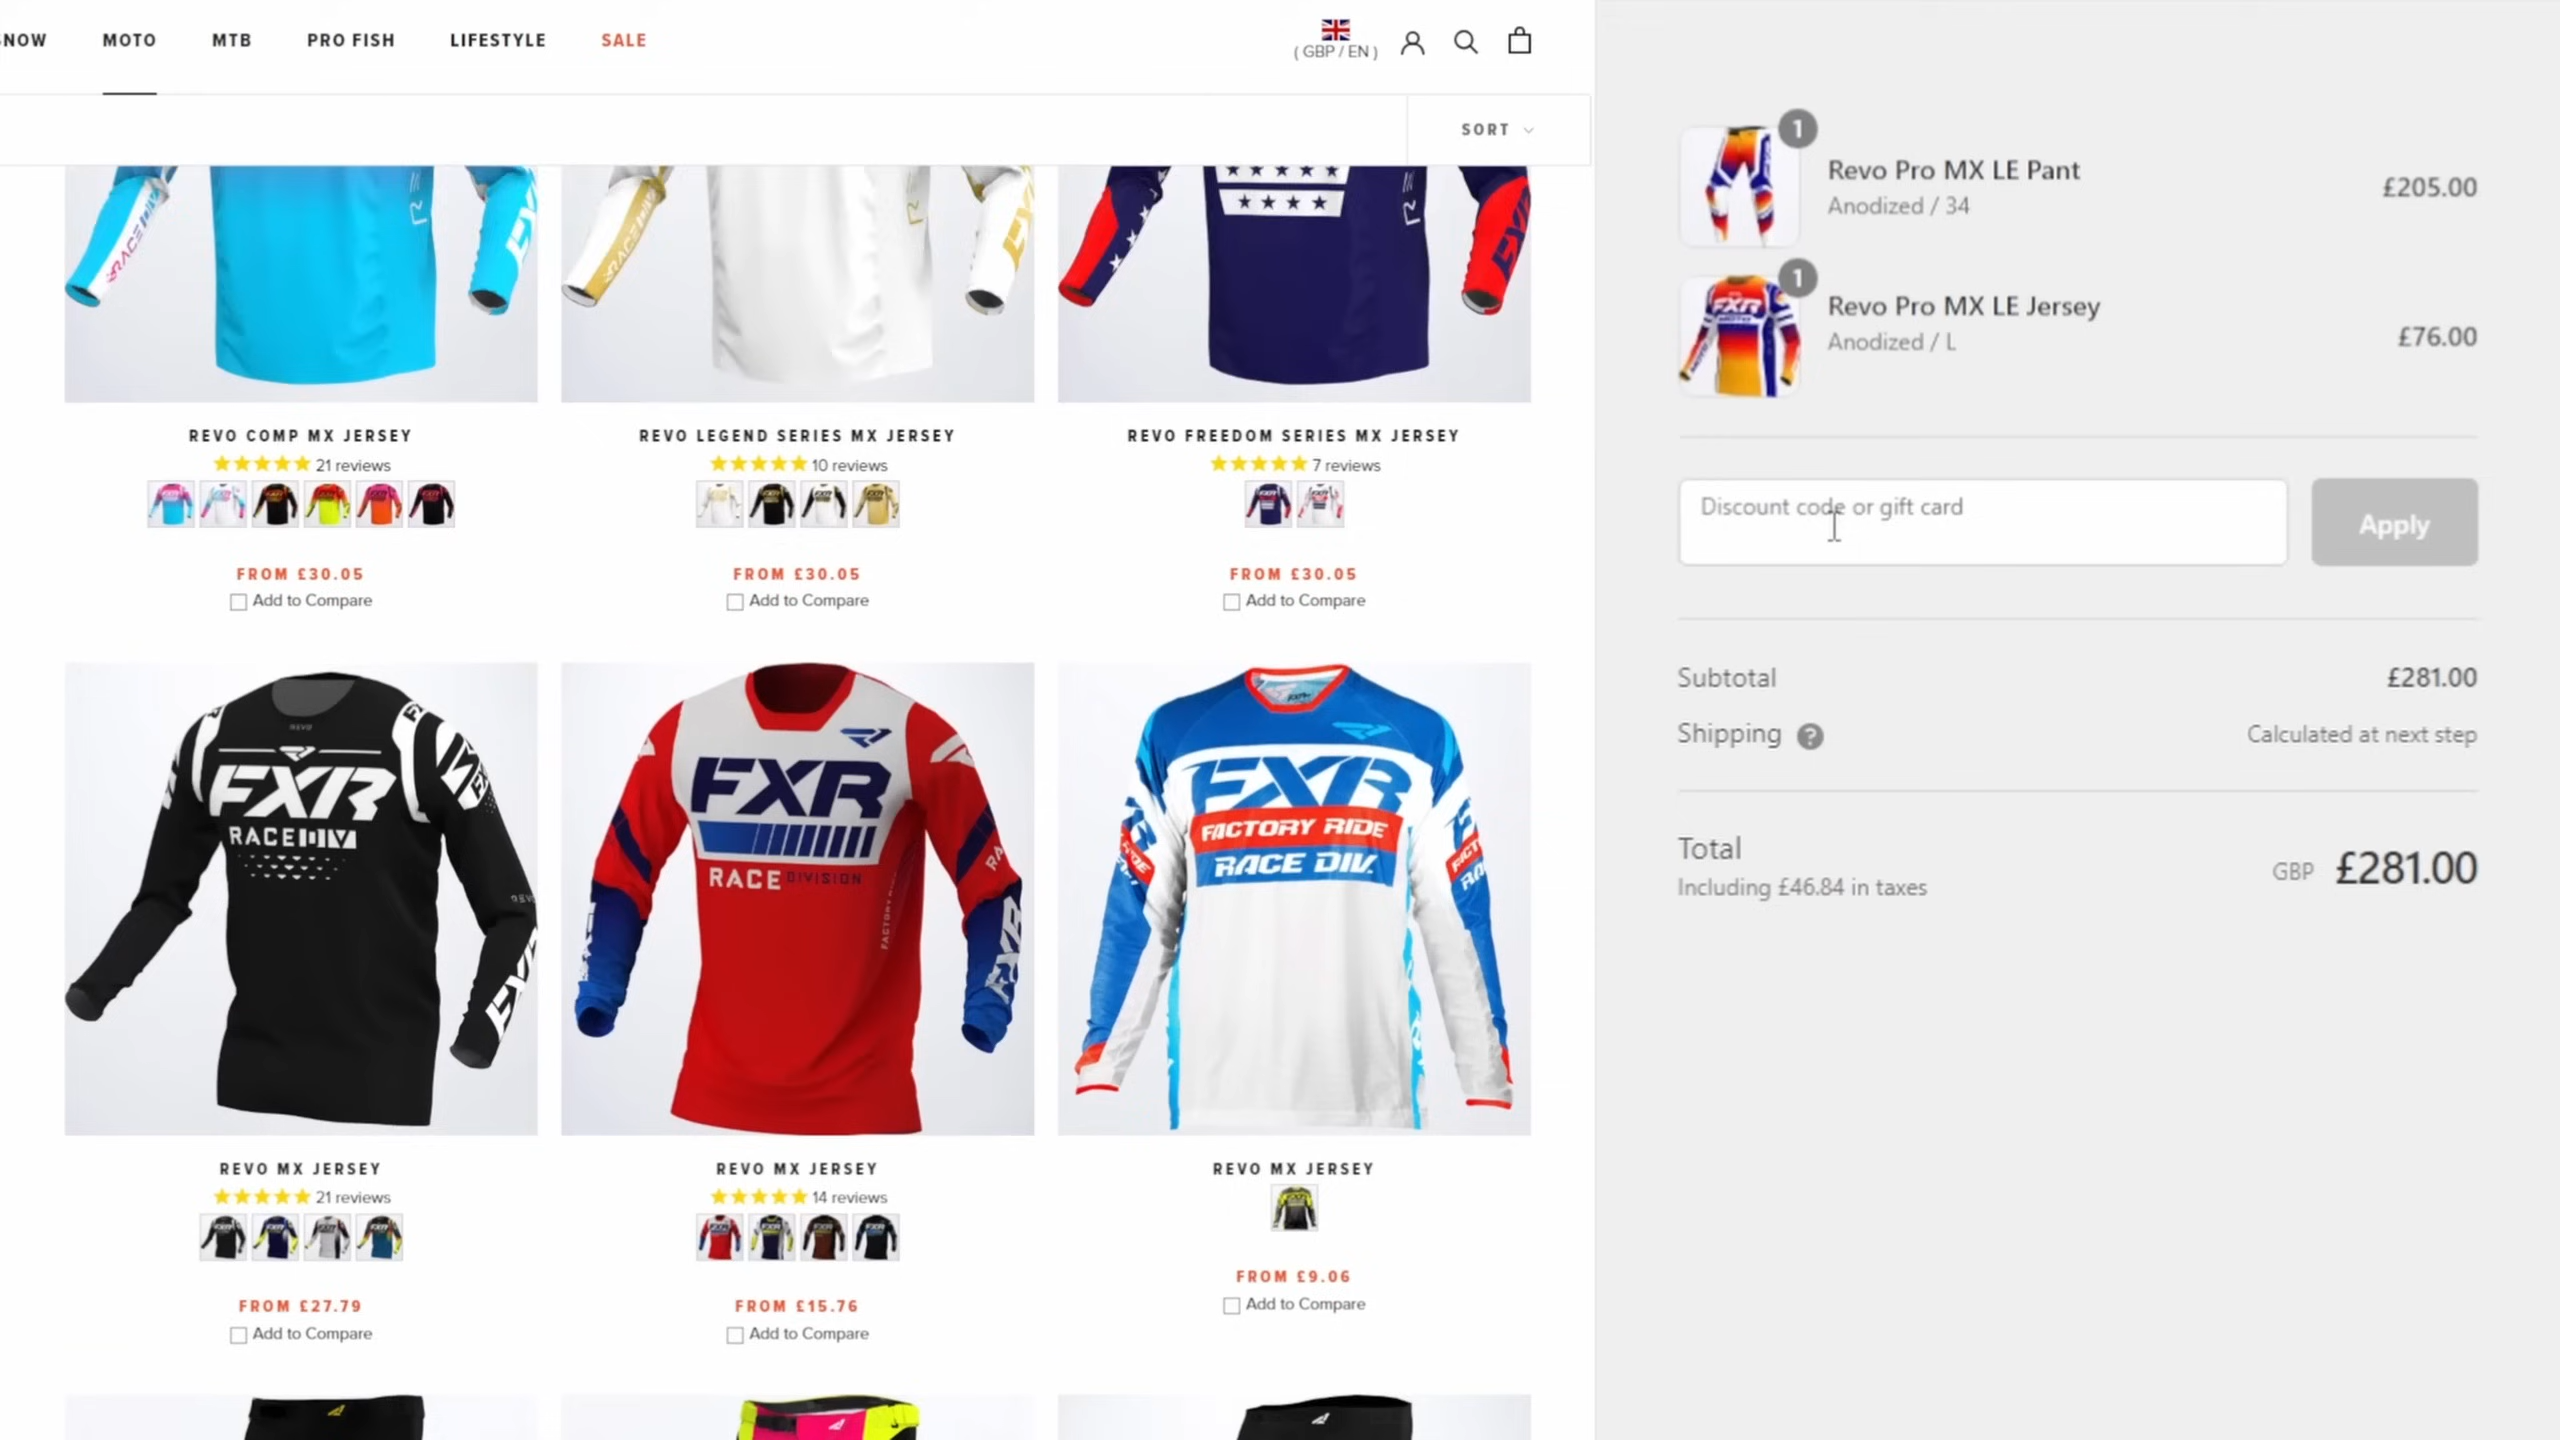 SNOW MOTO MTB PRO FISH LIFESTYLE SALE
( GBP / EN )
SORT
REVO COMP MX JERSEY
21 reviews
FROM £30.05
Add to Compare
REVO LEGEND SERIES MX JERSEY
10 reviews
FROM £30.05
Add to Compare
REVO FREEDOM SERIES MX JERSEY
7 reviews
FROM £30.05
Add to Compare
FXR
RACE DIV
REVO MX JERSEY
21 reviews
FROM £27.79
Add to Compare
FXR
RACE DIVISION
REVO MX JERSEY
14 reviews
FROM £15.76
Add to Compare
FXR
FACTORY RIDE
RACE DIV.
REVO MX JERSEY
FROM £9.06
Add to Compare
1
Revo Pro MX LE Pant
Anodized / 34
£205.00
1
Revo Pro MX LE Jersey
Anodized / L
£76.00
Discount code or gift card
Apply
Subtotal £281.00
Shipping ? Calculated at next step
Total
Including £46.84 in taxes
GBP £281.00